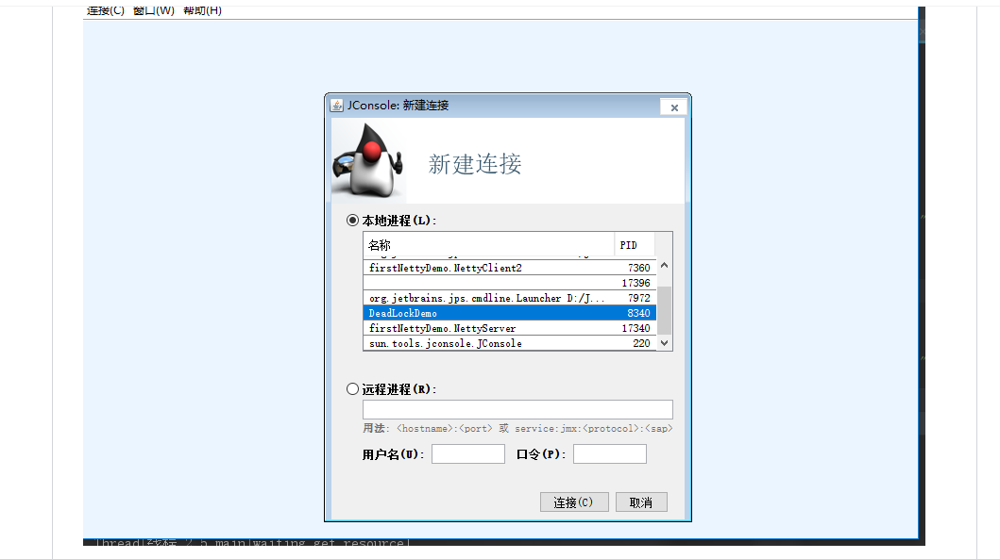 连接(C) 窗口(W) 帮助(H)
JConsole: 新建连接
新建连接
本地进程(L):
名称 PID
firstNettyDemo.NettyClient2 7360
17396
org.jetbrains.jps.cmdline.Launcher D:/J... 7972
DeadLockDemo 8340
firstNettyDemo.NettyServer 17340
sun.tools.jconsole.JConsole 220
远程进程(R):
用法: <hostname>:<port> 或 service:jmx:<protocol>:<sap>
用户名(U): 口令(P):
连接(C) 取消
Thread[线程 2,5,main]waiting get resource1